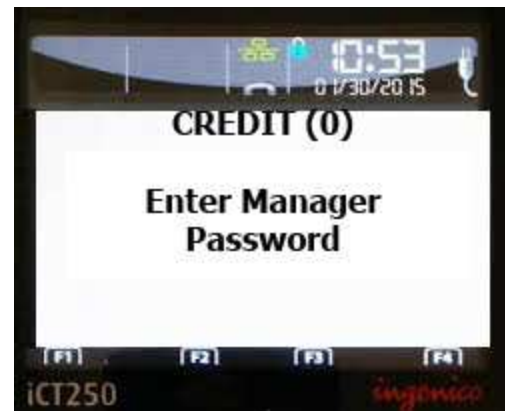 10:53
01/30/2015
CREDIT (0)
Enter Manager
Password
F1 F2 F3 F4
iCT250 ingenico